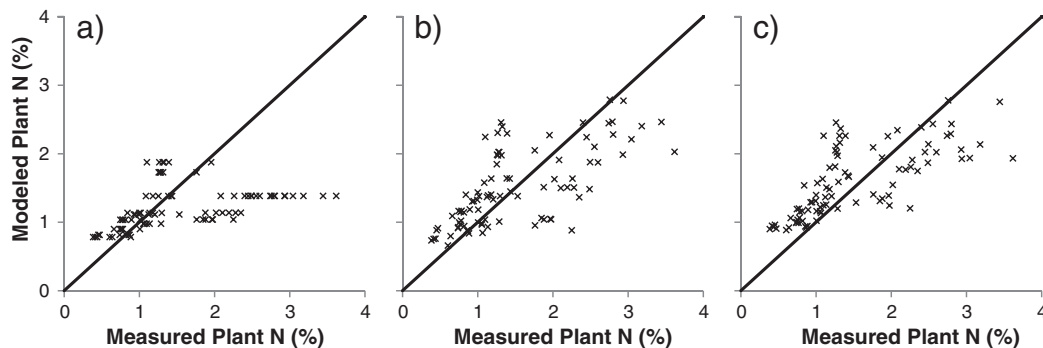 a)
b)
c)
Modeled Plant N (%)
4
3
2
1
0
0 1 2 3 4
0 1 2 3 4
0 1 2 3 4
Measured Plant N (%)
Measured Plant N (%)
Measured Plant N (%)